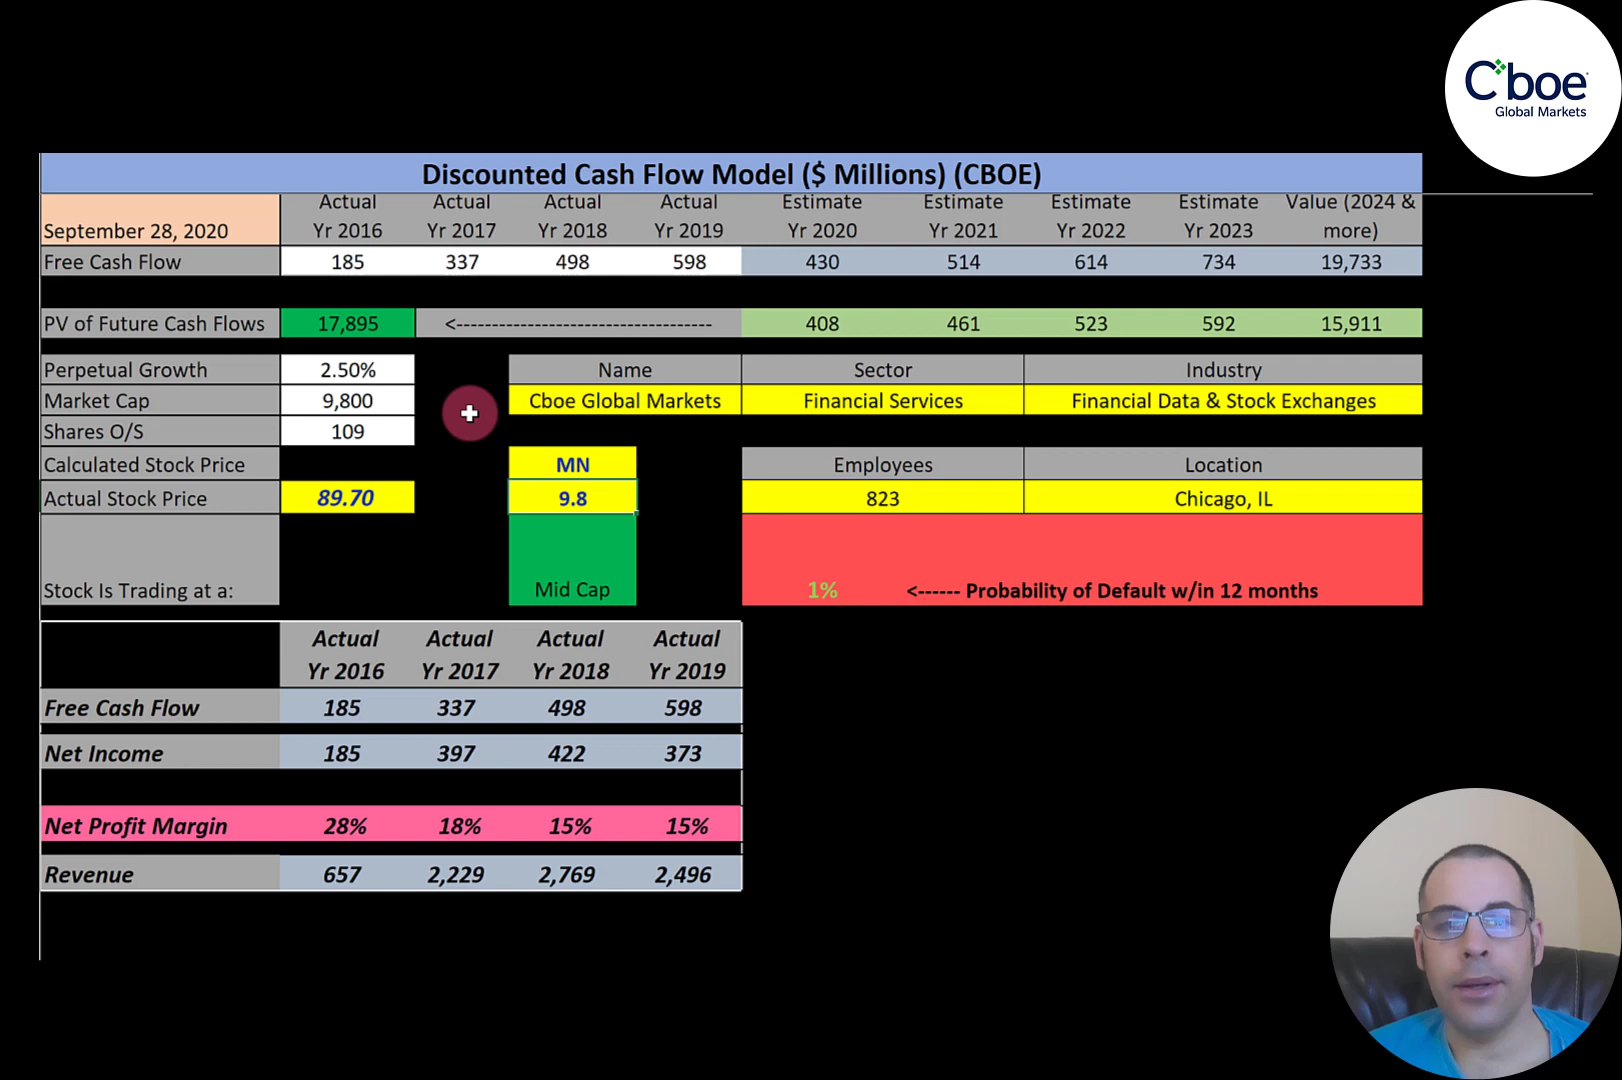 Cboe
Global Markets
Discounted Cash Flow Model ($ Millions) (CBOE)
September 28, 2020 Actual Yr 2016 Actual Yr 2017 Actual Yr 2018 Actual Yr 2019 Estimate Yr 2020 Estimate Yr 2021 Estimate Yr 2022 Estimate Yr 2023 Value (2024 & more)
Free Cash Flow 185 337 498 598 430 514 614 734 19,733
PV of Future Cash Flows 17,895 <----------------------------------- 408 461 523 592 15,911
Perpetual Growth 2.50% Name Sector Industry
Market Cap 9,800 Cboe Global Markets Financial Services Financial Data & Stock Exchanges
Shares O/S 109
Calculated Stock Price MN Employees Location
Actual Stock Price 89.70 9.8 823 Chicago, IL
Stock Is Trading at a: Mid Cap 1% <------ Probability of Default w/in 12 months
Actual Yr 2016 Actual Yr 2017 Actual Yr 2018 Actual Yr 2019
Free Cash Flow 185 337 498 598
Net Income 185 397 422 373
Net Profit Margin 28% 18% 15% 15%
Revenue 657 2,229 2,769 2,496